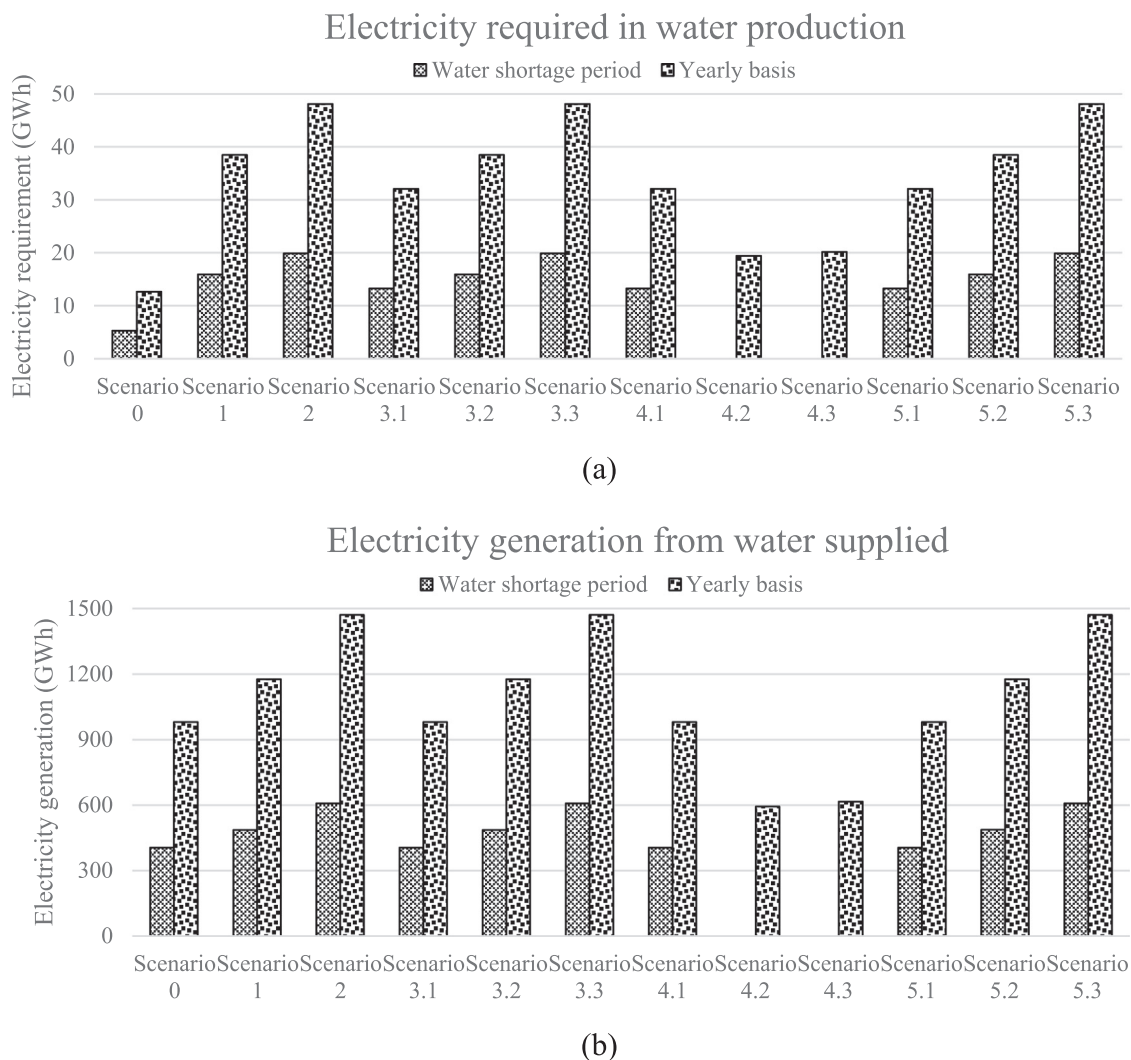 Electricity required in water production
Water shortage period Yearly basis
Electricity requirement (GWh)
50
40
30
20
10
0
Scenario Scenario Scenario Scenario Scenario Scenario Scenario Scenario Scenario Scenario Scenario Scenario
0 1 2 3.1 3.2 3.3 4.1 4.2 4.3 5.1 5.2 5.3
(a)
Electricity generation from water supplied
Water shortage period Yearly basis
Electricity generation (GWh)
1500
1200
900
600
300
0
Scenario Scenario Scenario Scenario Scenario Scenario Scenario Scenario Scenario Scenario Scenario Scenario
0 1 2 3.1 3.2 3.3 4.1 4.2 4.3 5.1 5.2 5.3
(b)